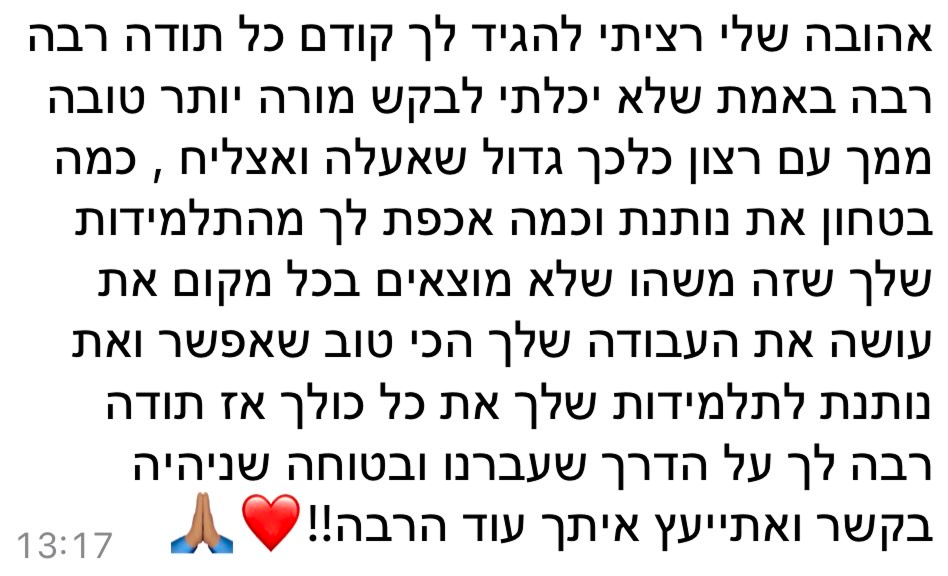 אהובה שלי רציתי להגיד לך קודם כל תודה רבה
רבה באמת שלא יכלתי לבקש מורה יותר טובה
ממך עם רצון כלכך גדול שאעלה ואצליח , כמה
בטחון את נותנת וכמה אכפת לך מהתלמידות
שלך שזה משהו שלא מוצאים בכל מקום את
עושה את העבודה שלך הכי טוב שאפשר ואת
נותנת לתלמידות שלך את כל כולך אז תודה
רבה לך על הדרך שעברנו ובטוחה שניהיה
בקשר ואתייעץ איתך עוד הרבה!!❤️🙏🏽
13:17